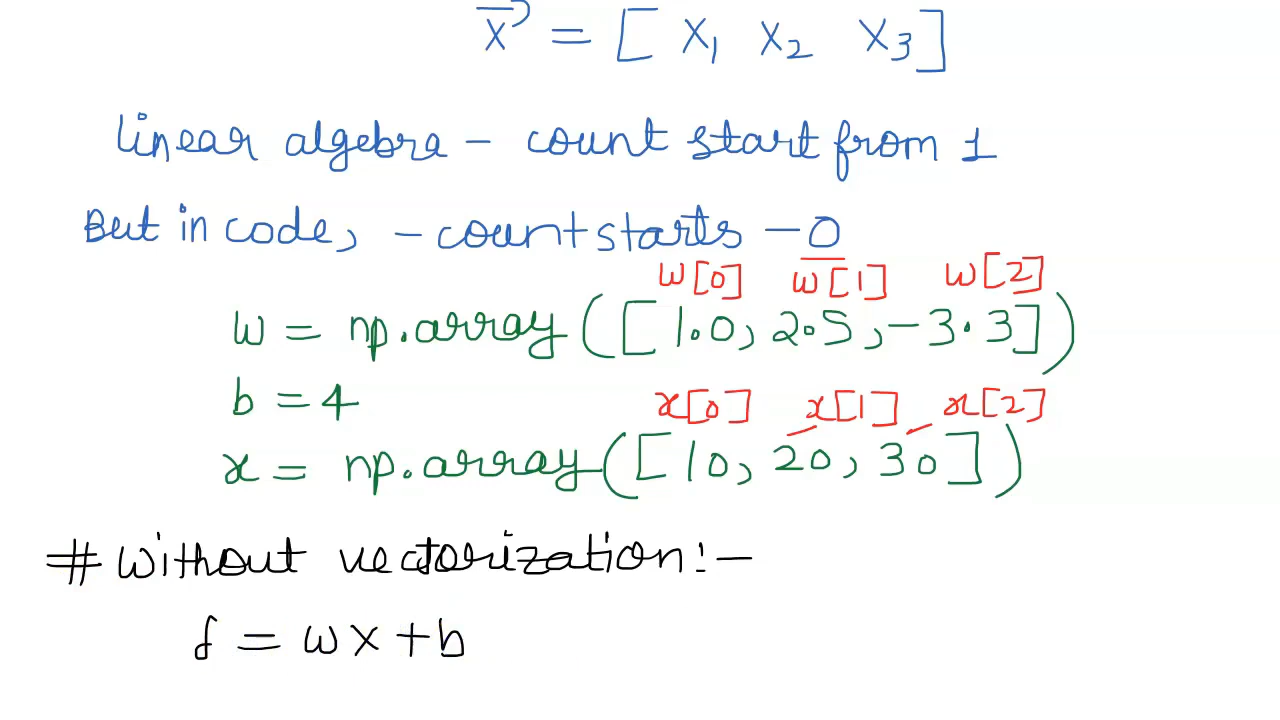 x⃗ = [ x₁ x₂ x₃ ]
linear algebra - count start from 1
But in code, - count starts - 0
w[0] w[1] w[2]
w = np.array([1.0, 2.5, -3.3])
b = 4
x[0] x[1] x[2]
x = np.array([10, 20, 30])
# Without vectorization:-
f = wx + b